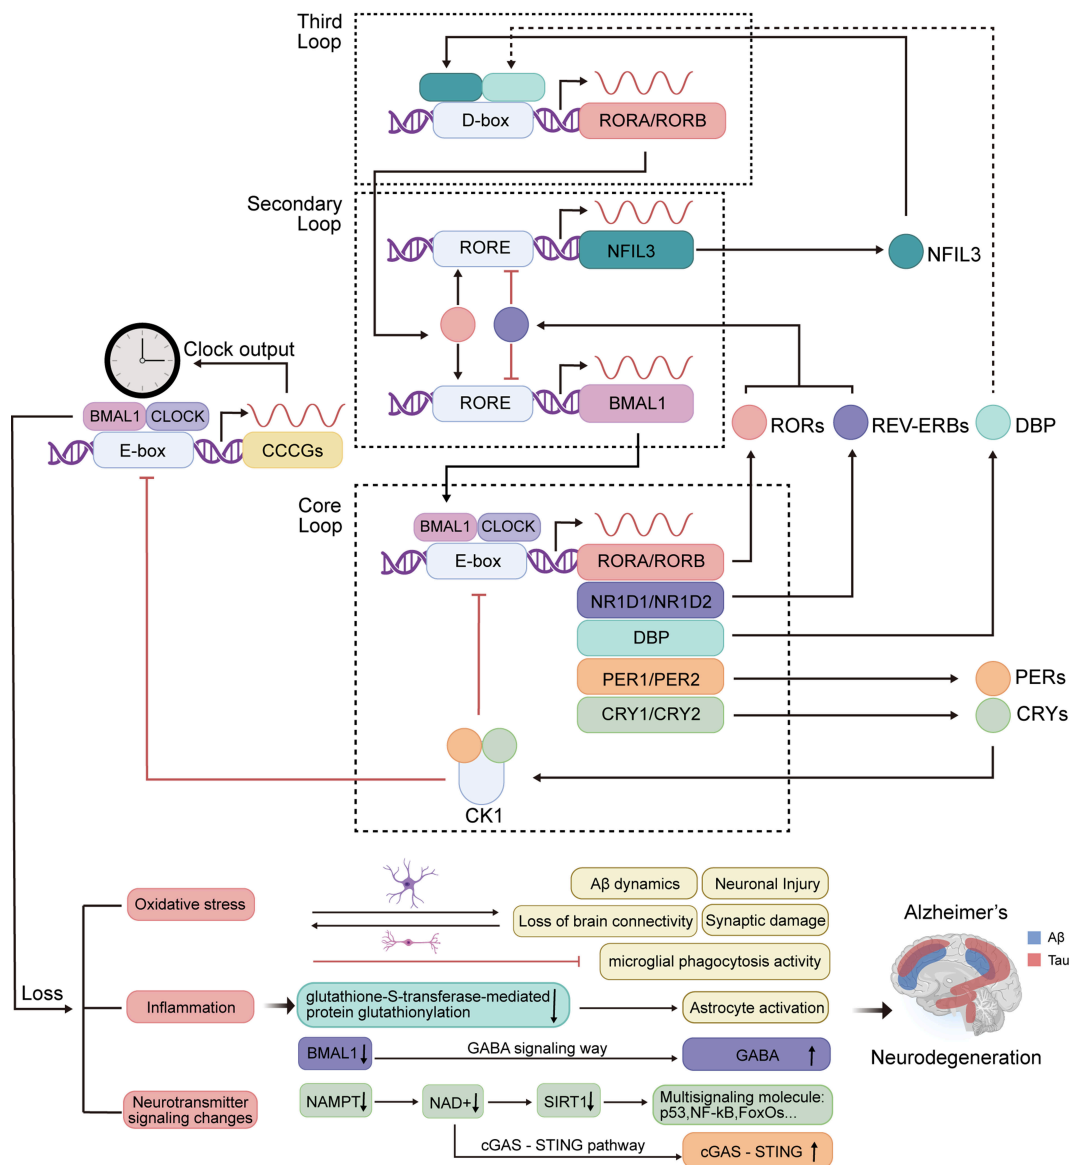 Third
Loop
D-box
RORA/RORB
Secondary
Loop
RORE
NFIL3
NFIL3
Clock output
BMAL1
CLOCK
E-box
CCCGs
RORE
BMAL1
RORs
REV-ERBs
DBP
Core
Loop
BMAL1
CLOCK
E-box
RORA/RORB
NR1D1/NR1D2
DBP
PER1/PER2
CRY1/CRY2
PERs
CRYs
CK1
Loss
Oxidative stress
Aβ dynamics
Neuronal Injury
Loss of brain connectivity
Synaptic damage
microglial phagocytosis activity
Inflammation
glutathione-S-transferase-mediated
protein glutathionylation
Astrocyte activation
BMAL1
GABA signaling way
GABA
Neurotransmitter
signaling changes
NAMPT
NAD+
SIRT1
Multisignaling molecule:
p53,NF-kB,FoxOs...
cGAS - STING pathway
cGAS - STING
Alzheimer's
Aβ
Tau
Neurodegeneration